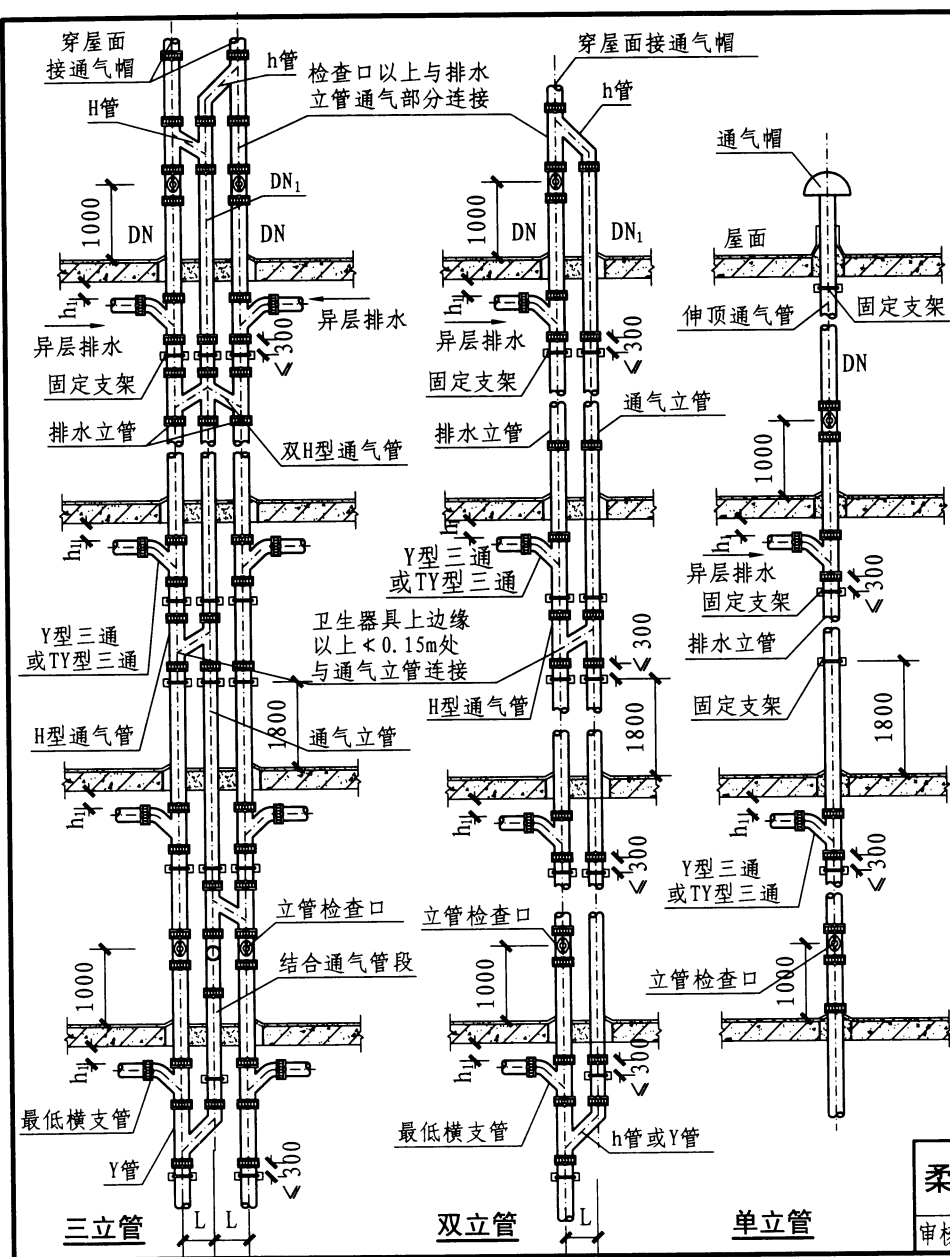 穿屋面
接通气帽
h管
H管
检查口以上与排水
立管通气部分连接
DN₁
1000
DN
DN
h₁
异层排水
异层排水
≤300
固定支架
排水立管
双H型通气管
h₁
Y型三通
或TY型三通
卫生器具上边缘
以上≮0.15m处
与通气立管连接
H型通气管
通气立管
1800
h₁
立管检查口
结合通气管段
1000
h₁
最低横支管
Y管
≤300
L
L
三立管
穿屋面接通气帽
h管
1000
DN
DN₁
h₁
异层排水
≤300
固定支架
通气立管
排水立管
h₁
Y型三通
或TY型三通
≤300
H型通气管
1800
h₁
≤300
立管检查口
1000
h₁
≤300
最低横支管
h管或Y管
L
双立管
通气帽
屋面
伸顶通气管
固定支架
DN
1000
h₁
异层排水
≤300
固定支架
排水立管
固定支架
1800
h₁
Y型三通
或TY型三通
≤300
立管检查口
1000
单立管
柔
审核